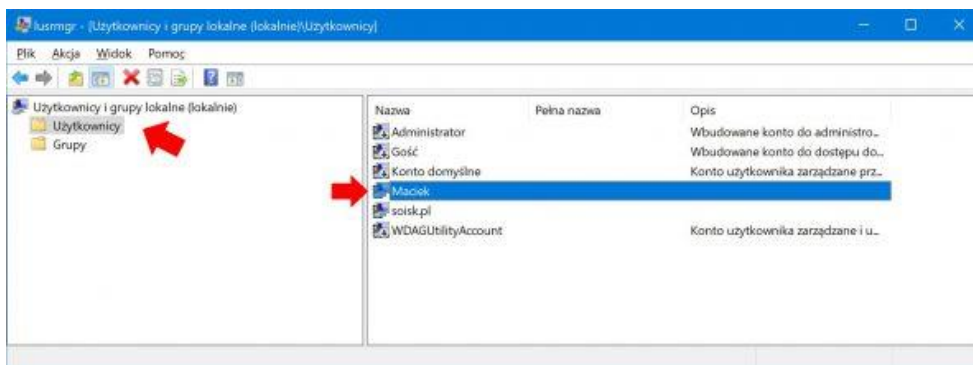 lusrmgr - [Użytkownicy i grupy lokalne (lokalnie)\Użytkownicy]
Plik Akcja Widok Pomoc
Użytkownicy i grupy lokalne (lokalnie)
Użytkownicy
Grupy
Nazwa Pełna nazwa Opis
Administrator Wbudowane konto do administro...
Gość Wbudowane konto do dostępu do...
Konto domyślne Konto użytkownika zarządzane prz...
Maciek
soisk.pl
WDAGUtilityAccount Konto użytkownika zarządzane i u...